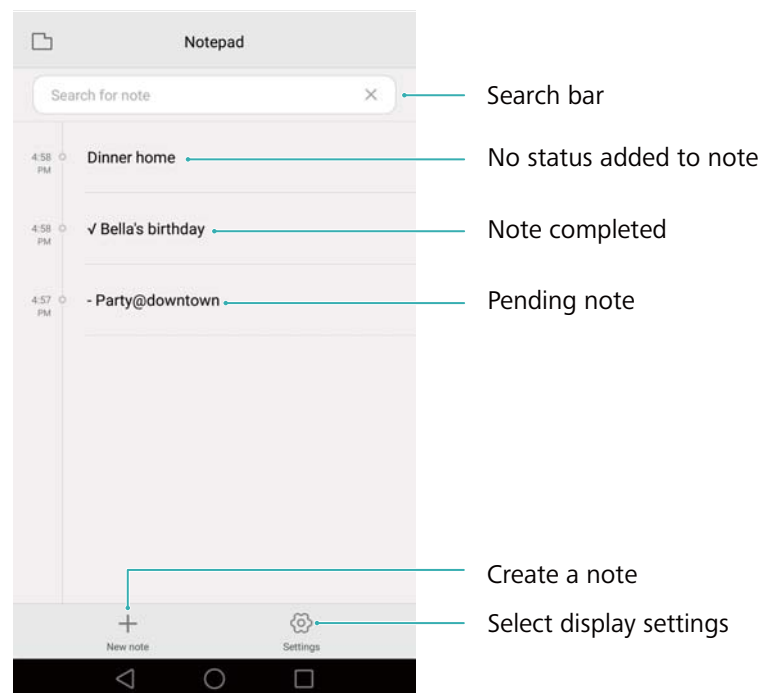 Notepad
Search for note
Search bar
4:58 PM
Dinner home
No status added to note
4:58 PM
√ Bella's birthday
Note completed
4:57 PM
- Party@downtown
Pending note
Create a note
Select display settings
New note
Settings